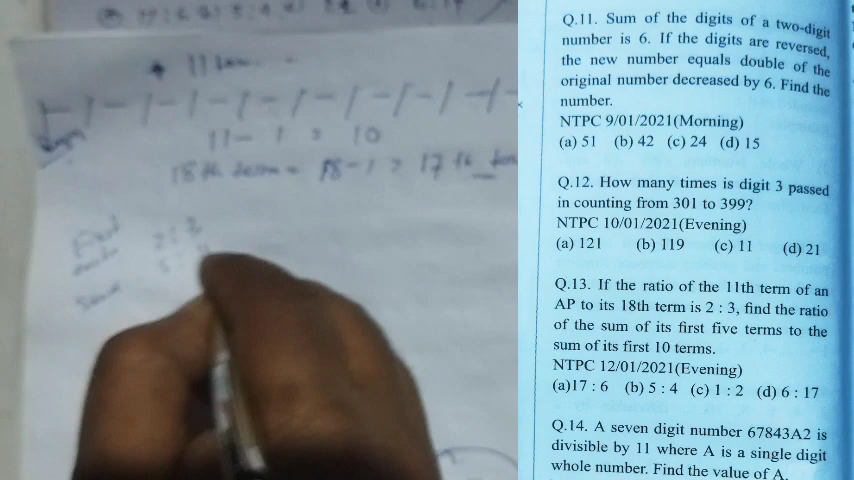 11
11 - 1 = 10
18th term = 18 - 1 = 17
2 : 3
Q.11. Sum of the digits of a two-digit
number is 6. If the digits are reversed,
the new number equals double of the
original number decreased by 6. Find the
number.
NTPC 9/01/2021(Morning)
(a) 51 (b) 42 (c) 24 (d) 15
Q.12. How many times is digit 3 passed
in counting from 301 to 399?
NTPC 10/01/2021(Evening)
(a) 121 (b) 119 (c) 11 (d) 21
Q.13. If the ratio of the 11th term of an
AP to its 18th term is 2 : 3, find the ratio
of the sum of its first five terms to the
sum of its first 10 terms.
NTPC 12/01/2021(Evening)
(a)17 : 6 (b) 5 : 4 (c) 1 : 2 (d) 6 : 17
Q.14. A seven digit number 67843A2 is
divisible by 11 where A is a single digit
whole number. Find the value of A.